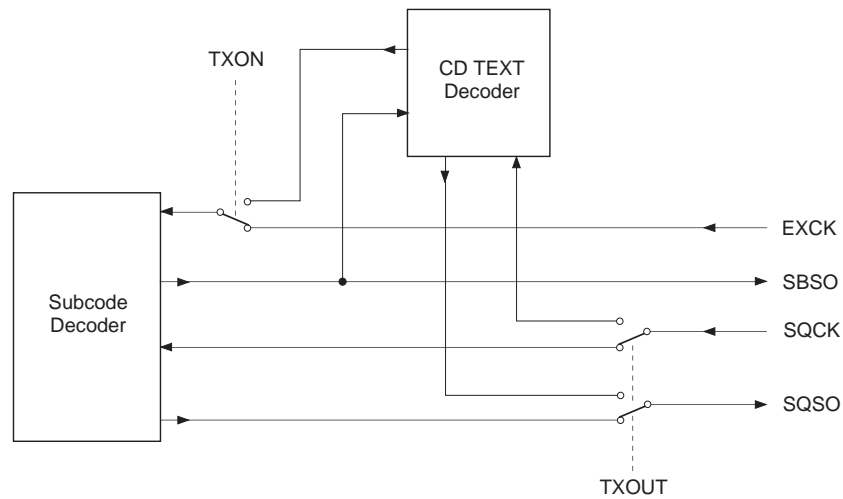 TXON
CD TEXT
Decoder
EXCK
SBSO
Subcode
Decoder
SQCK
SQSO
TXOUT